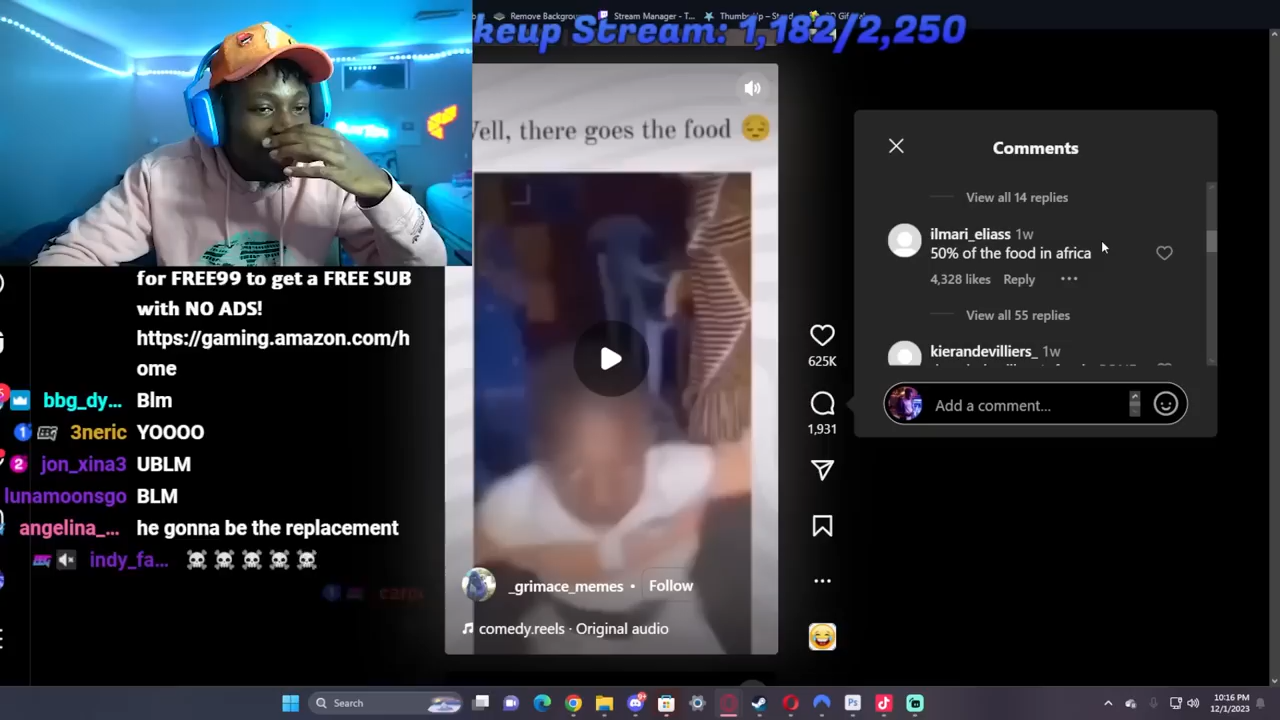 Remove Backgrou
Stream Manager - T...
keup Stream: 1,182/2,250
ell, there goes the food 😔
Comments
View all 14 replies
ilmari_eliass 1w
50% of the food in africa
4,328 likes Reply
View all 55 replies
kierandevilliers_ 1w
Add a comment...
625K
1,931
for FREE99 to get a FREE SUB
with NO ADS!
https://gaming.amazon.com/h
ome
bbg_dy... Blm
1 3neric YOOOO
2 jon_xina3 UBLM
lunamoonsgo BLM
angelina_... he gonna be the replacement
indy_fa... ☠☠☠☠☠
_grimace_memes • Follow
comedy.reels · Original audio
Search
10:16 PM
12/1/2023